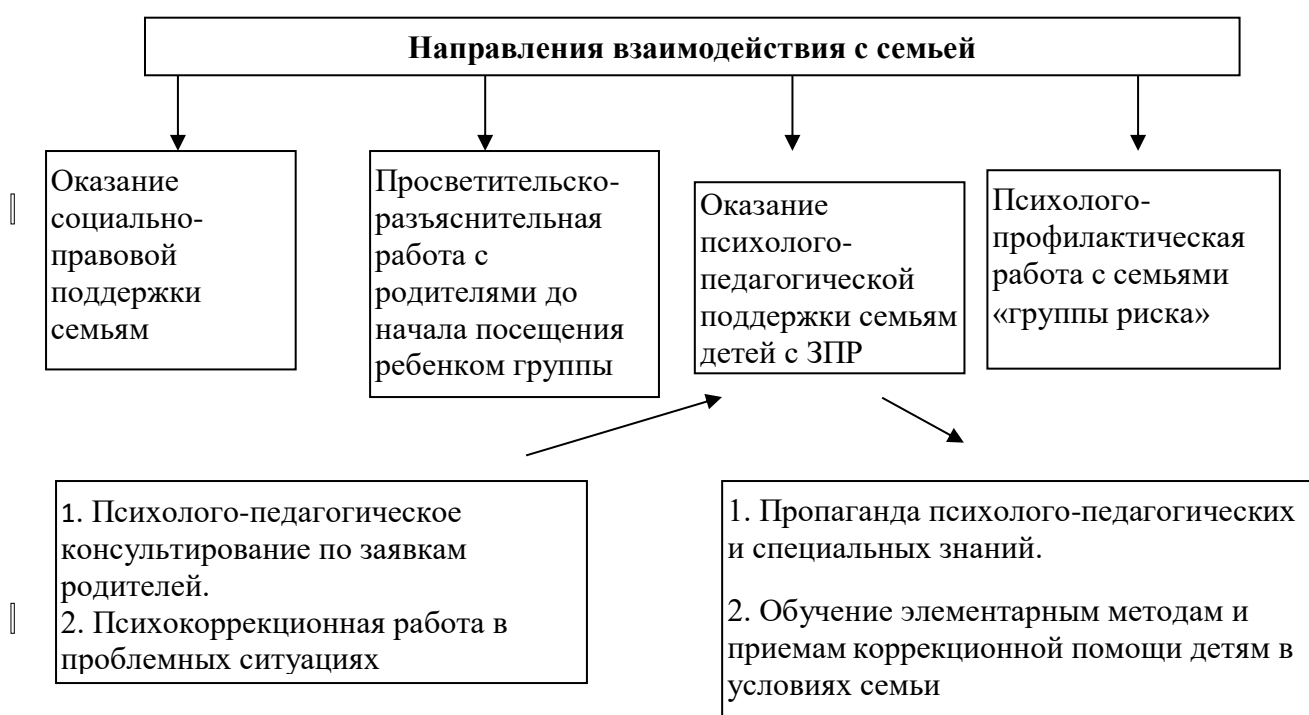 Направления взаимодействия с семьей
Оказание
социально-
правовой
поддержки
семьям
Просветительско-
разъяснительная
работа с
родителями до
начала посещения
ребенком группы
Оказание
психолого-
педагогической
поддержки семьям
детей с ЗПР
Психолого-
профилактическая
работа с семьями
«группы риска»
1. Психолого-педагогическое
консультирование по заявкам
родителей.
2. Психокоррекционная работа в
проблемных ситуациях
1. Пропаганда психолого-педагогических
и специальных знаний.
2. Обучение элементарным методам и
приемам коррекционной помощи детям в
условиях семьи